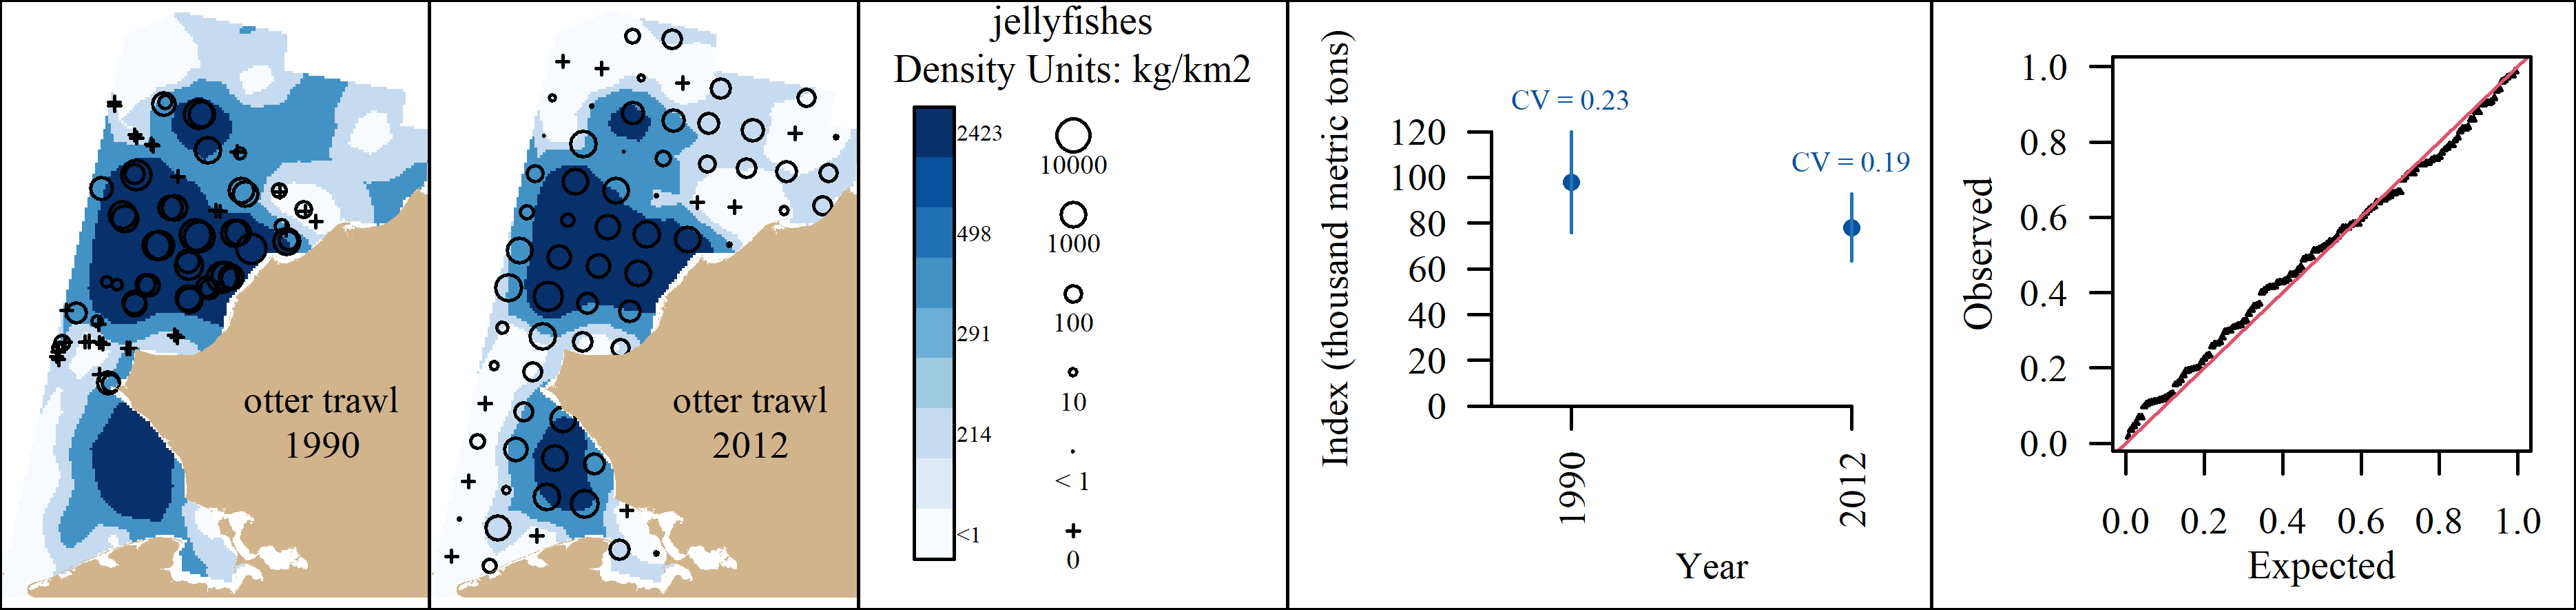 otter trawl
1990
otter trawl
2012
jellyfishes
Density Units: kg/km2
2423
498
291
214
<1
10000
1000
100
10
< 1
0
Index (thousand metric tons)
120
100
80
60
40
20
0
CV = 0.23
CV = 0.19
1990
2012
Year
Observed
1.0
0.8
0.6
0.4
0.2
0.0
0.0 0.2 0.4 0.6 0.8 1.0
Expected